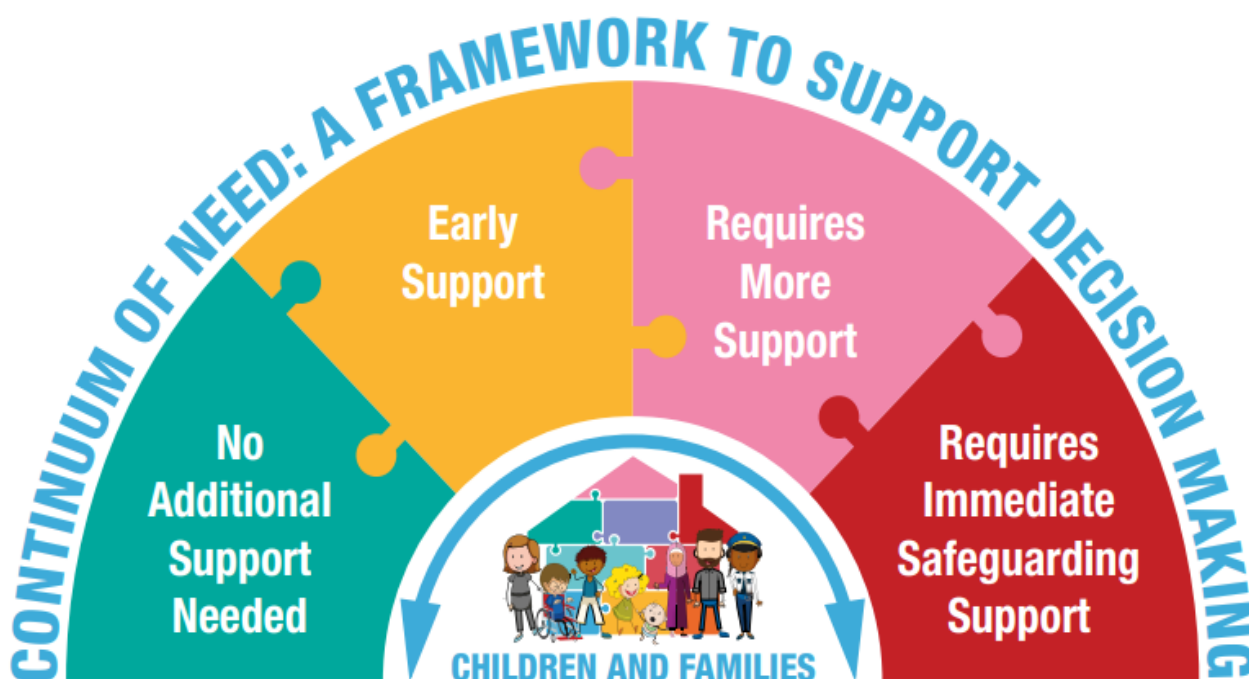 CONTINUUM OF NEED: A FRAMEWORK TO SUPPORT DECISION MAKING
No
Additional
Support
Needed
Early
Support
Requires
More
Support
Requires
Immediate
Safeguarding
Support
CHILDREN AND FAMILIES